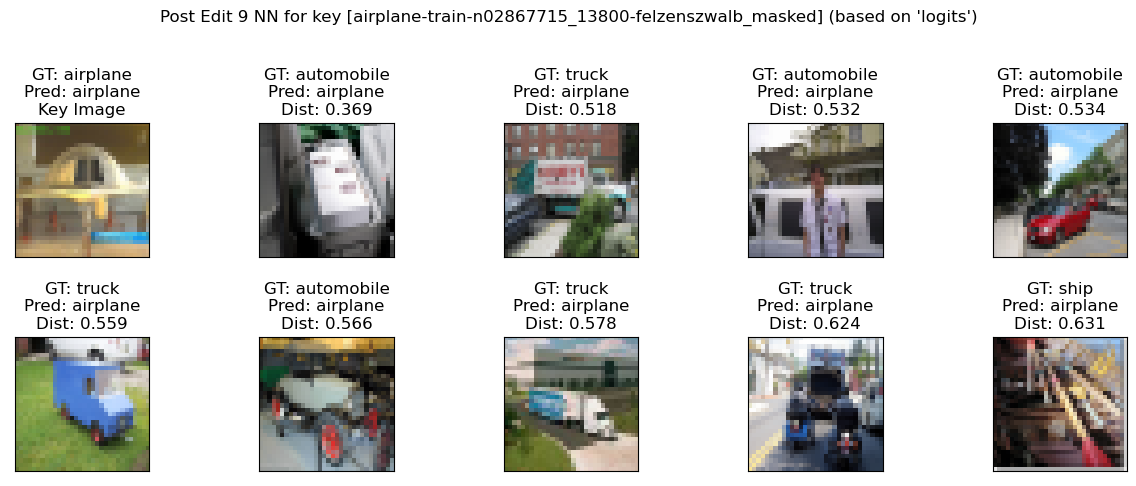 Post Edit 9 NN for key [airplane-train-n02867715_13800-felzenszwalb_masked] (based on 'logits')
GT: airplane
Pred: airplane
Key Image
GT: automobile
Pred: airplane
Dist: 0.369
GT: truck
Pred: airplane
Dist: 0.518
GT: automobile
Pred: airplane
Dist: 0.532
GT: automobile
Pred: airplane
Dist: 0.534
GT: truck
Pred: airplane
Dist: 0.559
GT: automobile
Pred: airplane
Dist: 0.566
GT: truck
Pred: airplane
Dist: 0.578
GT: truck
Pred: airplane
Dist: 0.624
GT: ship
Pred: airplane
Dist: 0.631